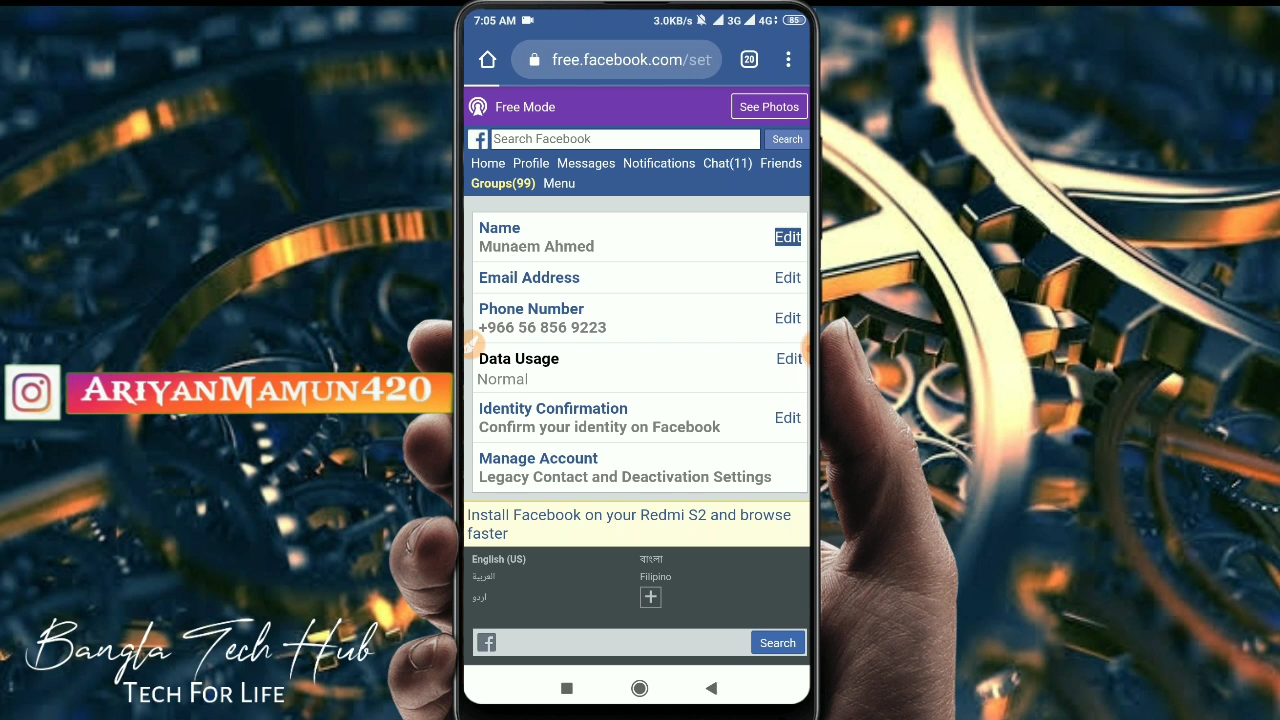 7:05 AM 3.0KB/s 3G 4G 85
free.facebook.com/set
20
Free Mode See Photos
Search Facebook Search
Home Profile Messages Notifications Chat(11) Friends
Groups(99) Menu
Name
Munaem Ahmed Edit
Email Address Edit
Phone Number
+966 56 856 9223 Edit
Data Usage Edit
Normal
Identity Confirmation
Confirm your identity on Facebook Edit
Manage Account
Legacy Contact and Deactivation Settings
Install Facebook on your Redmi S2 and browse
faster
English (US) বাংলা
العربية Filipino
اردو
Search
AriyanMamun420
Bangla Tech Hub
Tech For Life